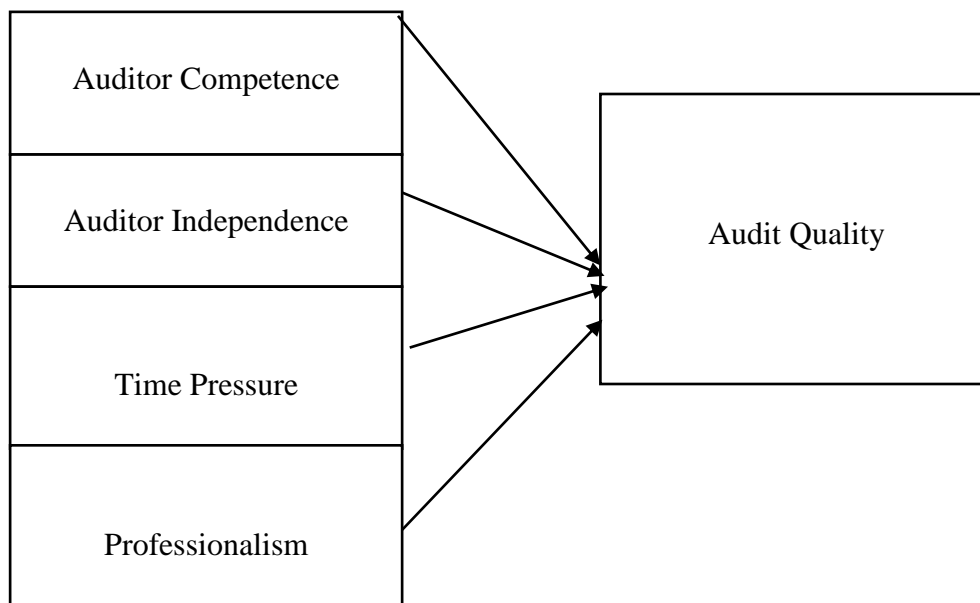 Auditor Competence
Auditor Independence
Audit Quality
Time Pressure
Professionalism